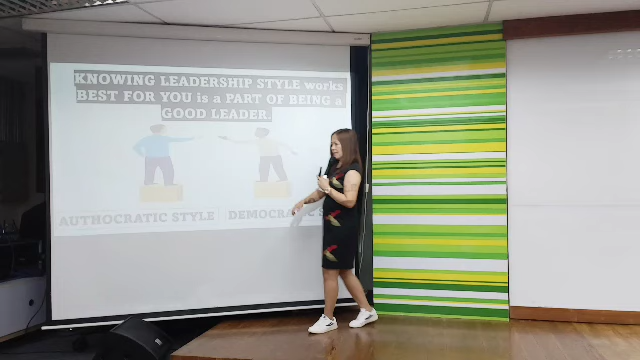 KNOWING LEADERSHIP STYLE works
BEST FOR YOU is a PART OF BEING a
GOOD LEADER.
AUTHOCRATIC STYLE